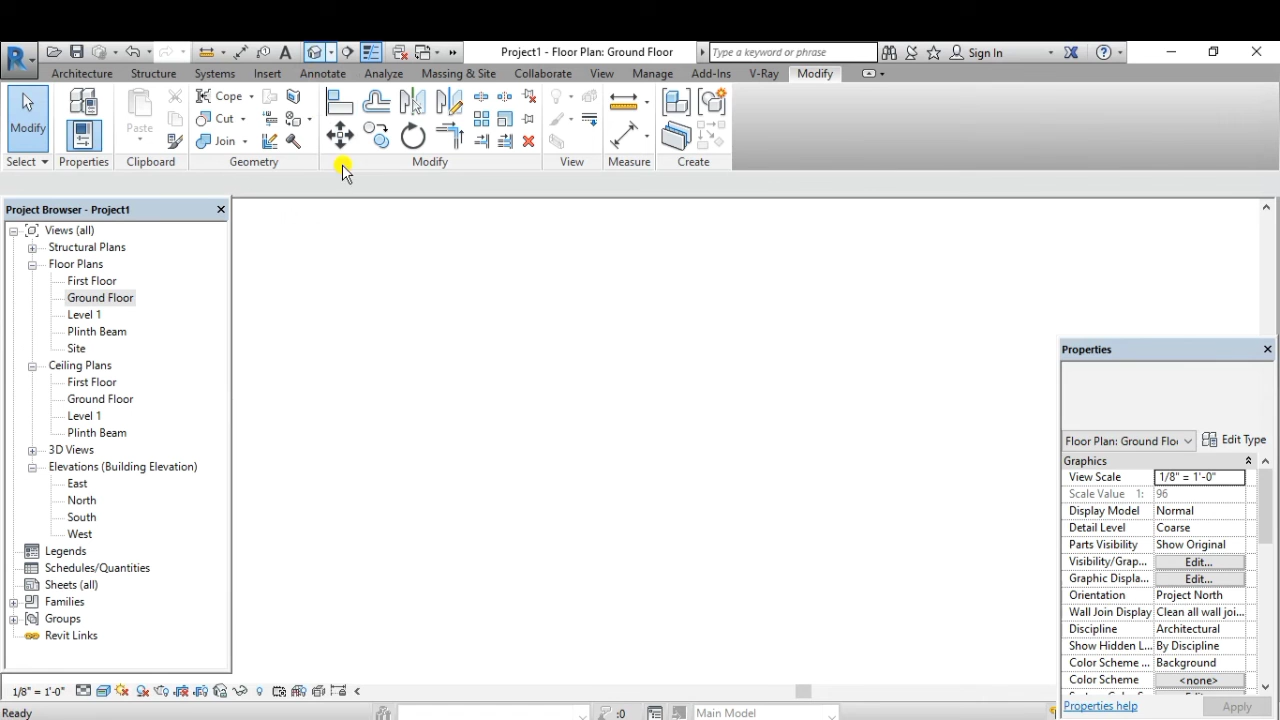 Project1 - Floor Plan: Ground Floor
Type a keyword or phrase
Sign In
Architecture Structure Systems Insert Annotate Analyze Massing & Site Collaborate View Manage Add-Ins V-Ray Modify
Modify
Paste
Cope
Cut
Join
Select Properties Clipboard Geometry Modify View Measure Create
Project Browser - Project1
Views (all)
Structural Plans
Floor Plans
First Floor
Ground Floor
Level 1
Plinth Beam
Site
Ceiling Plans
First Floor
Ground Floor
Level 1
Plinth Beam
3D Views
Elevations (Building Elevation)
East
North
South
West
Legends
Schedules/Quantities
Sheets (all)
Families
Groups
Revit Links
Properties
Floor Plan: Ground Floo
Edit Type
Graphics
View Scale 1/8" = 1'-0"
Scale Value 1: 96
Display Model Normal
Detail Level Coarse
Parts Visibility Show Original
Visibility/Grap... Edit...
Graphic Displa... Edit...
Orientation Project North
Wall Join Display Clean all wall joi...
Discipline Architectural
Show Hidden L... By Discipline
Color Scheme ... Background
Color Scheme <none>
Properties help
Apply
1/8" = 1'-0"
Ready
:0
Main Model